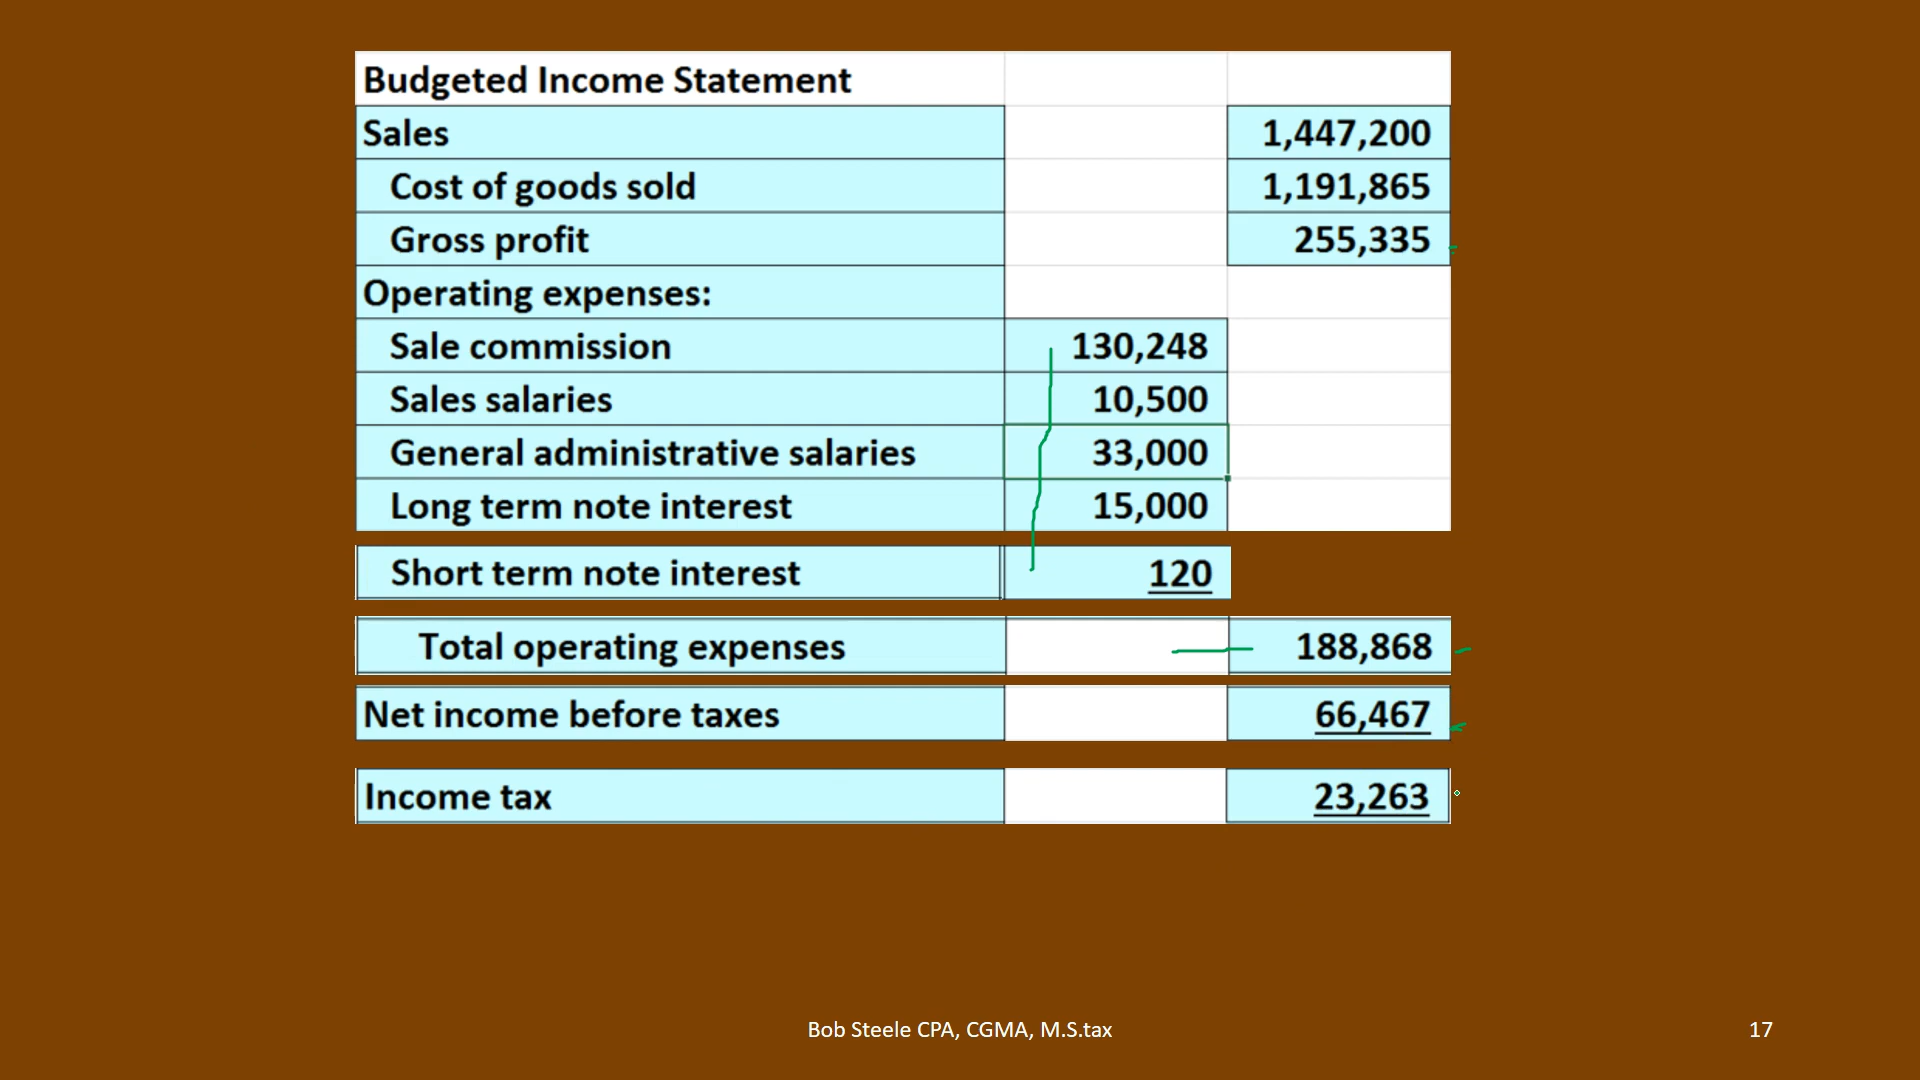 Budgeted Income Statement
Sales 1,447,200
Cost of goods sold 1,191,865
Gross profit 255,335
Operating expenses:
Sale commission 130,248
Sales salaries 10,500
General administrative salaries 33,000
Long term note interest 15,000
Short term note interest 120
Total operating expenses 188,868
Net income before taxes 66,467
Income tax 23,263
Bob Steele CPA, CGMA, M.S.tax 17